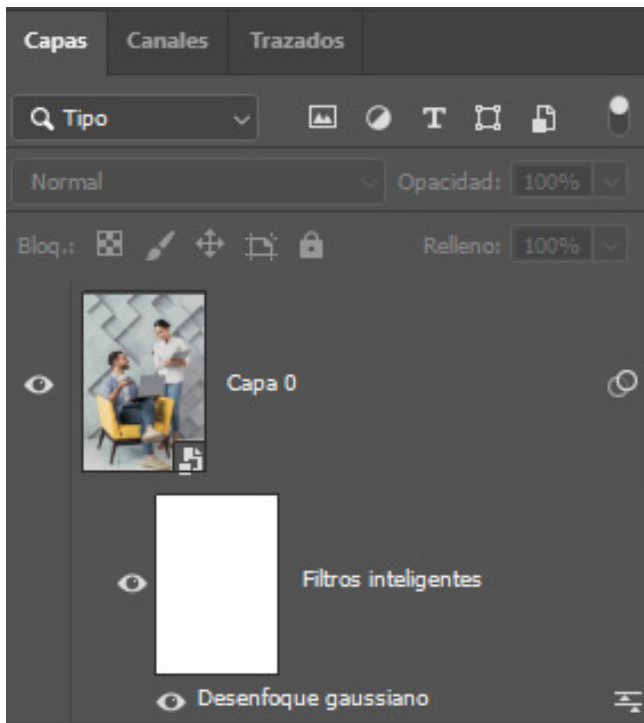 Capas Canales Trazados
Tipo
Normal Opacidad: 100%
Bloq.: Relleno: 100%
Capa 0
Filtros inteligentes
Desenfoque gaussiano